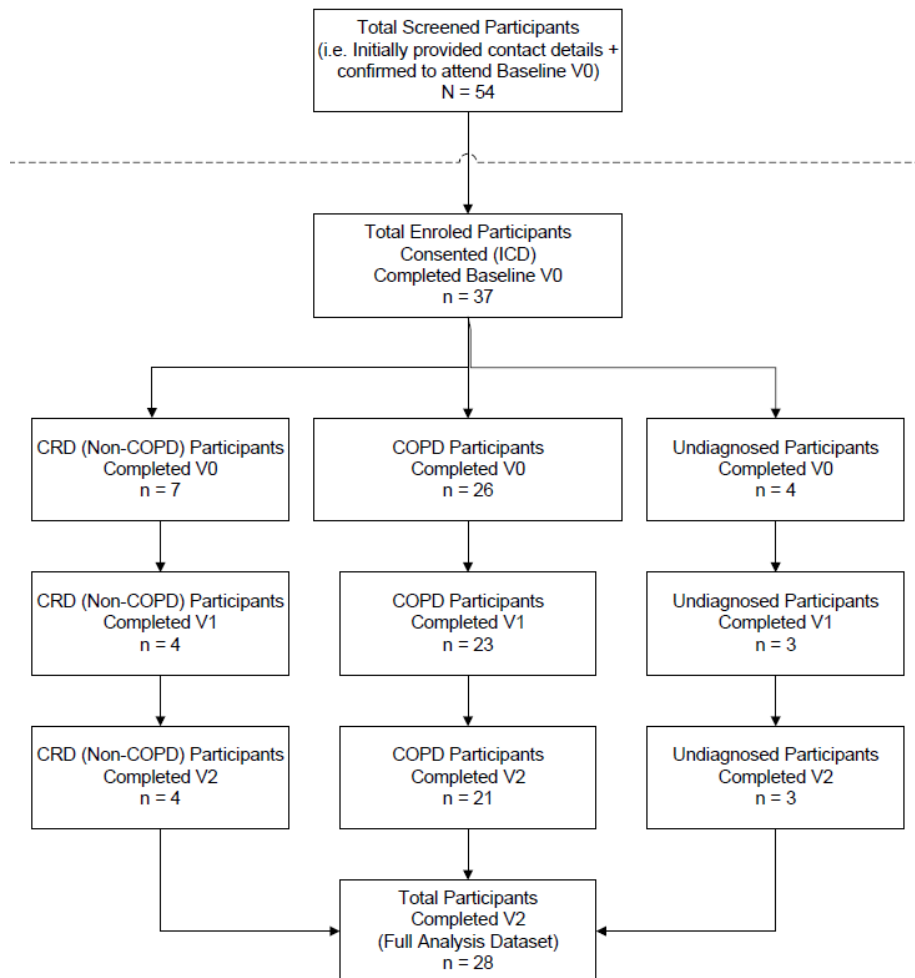 Total Screened Participants
(i.e. Initially provided contact details +
confirmed to attend Baseline V0)
N = 54
Total Enroled Participants
Consented (ICD)
Completed Baseline V0
n = 37
CRD (Non-COPD) Participants
Completed V0
n = 7
COPD Participants
Completed V0
n = 26
Undiagnosed Participants
Completed V0
n = 4
CRD (Non-COPD) Participants
Completed V1
n = 4
COPD Participants
Completed V1
n = 23
Undiagnosed Participants
Completed V1
n = 3
CRD (Non-COPD) Participants
Completed V2
n = 4
COPD Participants
Completed V2
n = 21
Undiagnosed Participants
Completed V2
n = 3
Total Participants
Completed V2
(Full Analysis Dataset)
n = 28